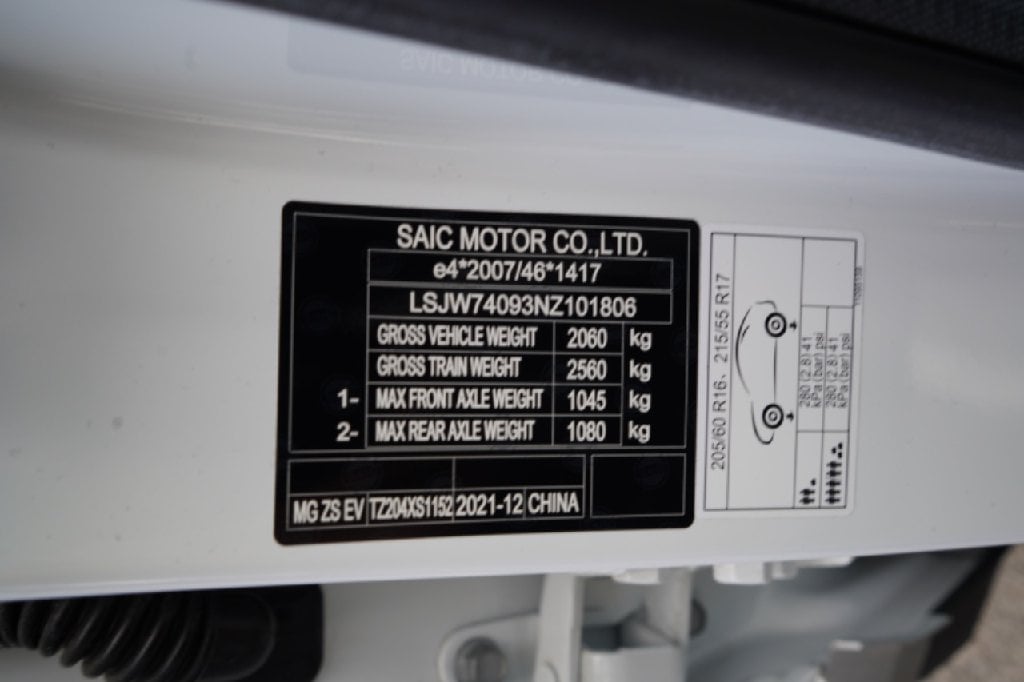 SAIC MOTOR CO.,LTD.
e4*2007/46*1417
LSJW74093NZ101806
GROSS VEHICLE WEIGHT 2060 kg
GROSS TRAIN WEIGHT 2560 kg
1- MAX FRONT AXLE WEIGHT 1045 kg
2- MAX REAR AXLE WEIGHT 1080 kg
MG ZS EV TZ204XS1152 2021-12 CHINA
205/60 R16、215/55 R17
280 (2.8) 41
kPa (bar) psi
280 (2.8) 41
kPa (bar) psi
SAIC MOTOR CO